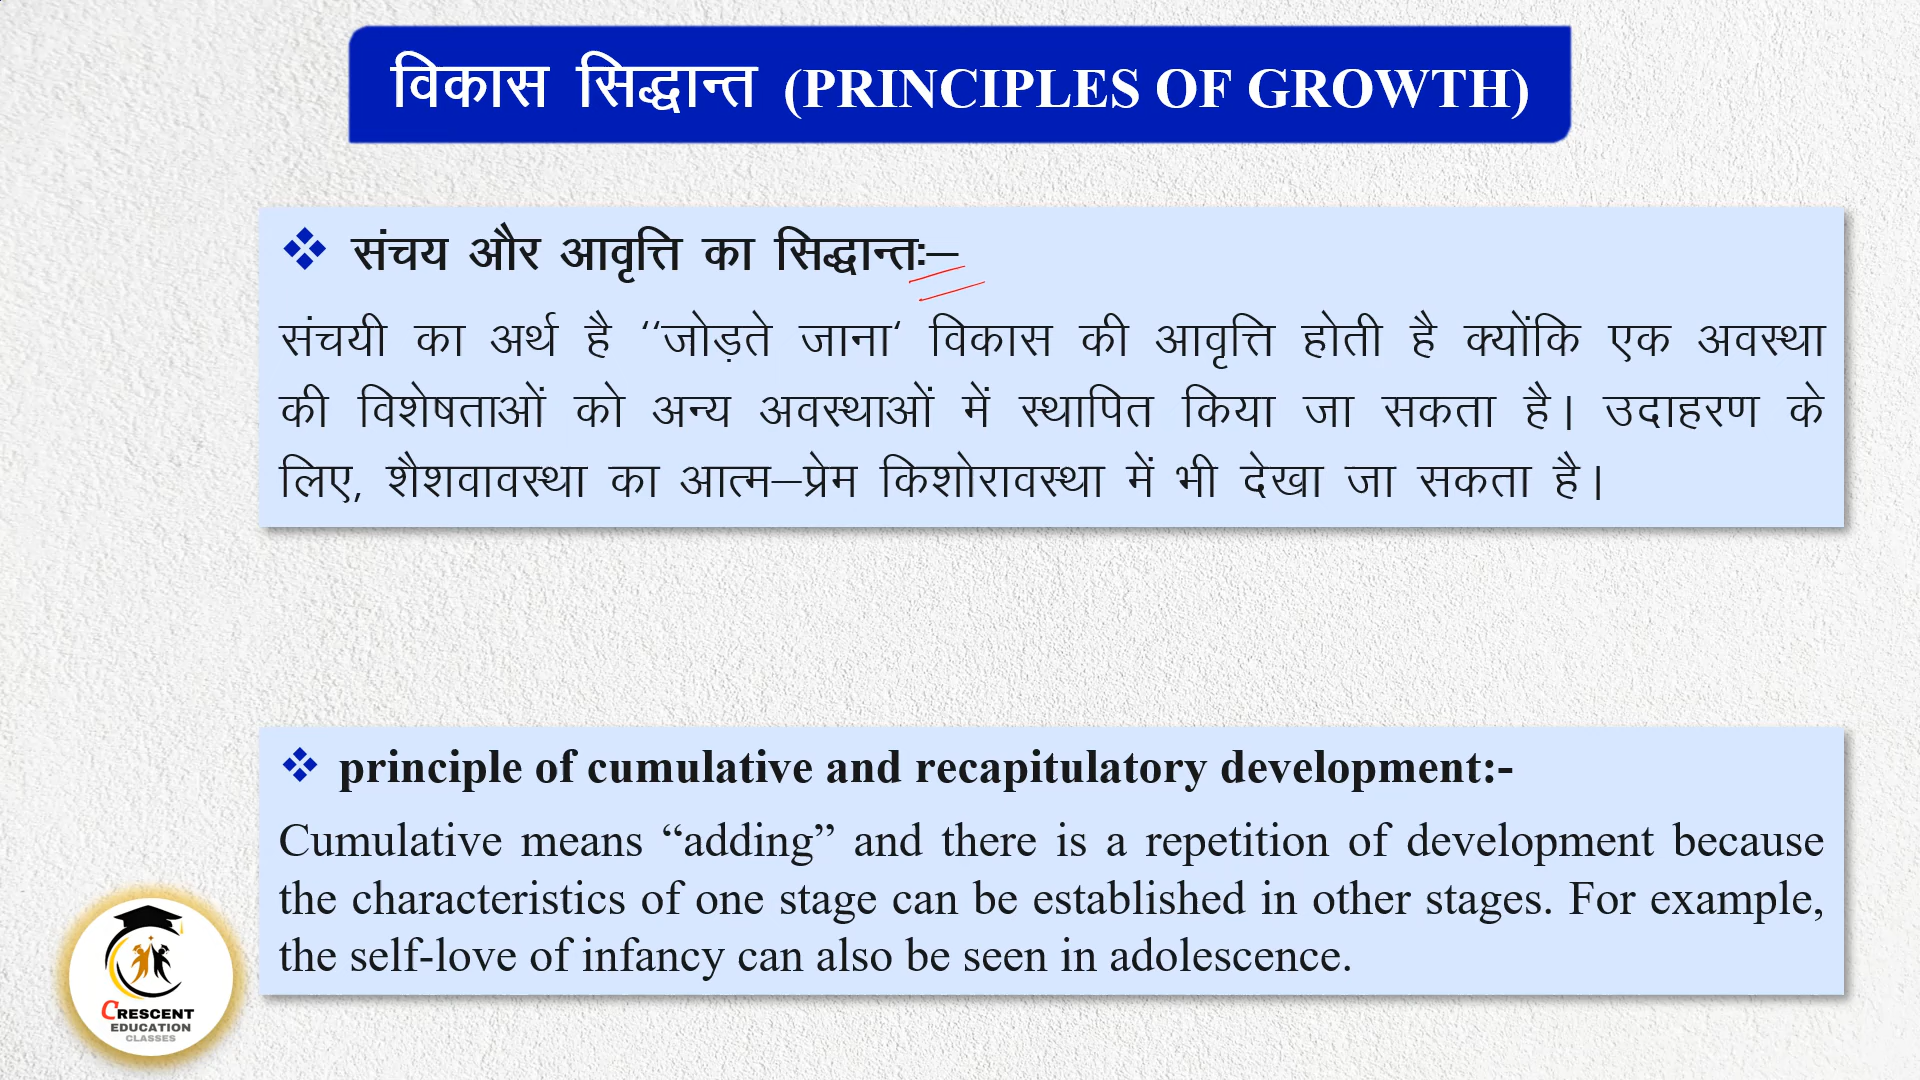 विकास सिद्धान्त (PRINCIPLES OF GROWTH)
❖ संचय और आवृत्ति का सिद्धान्तः–
संचयी का अर्थ है ‘‘जोड़ते जाना’ विकास की आवृत्ति होती है क्योंकि एक अवस्था
की विशेषताओं को अन्य अवस्थाओं में स्थापित किया जा सकता है। उदाहरण के
लिए, शैशवावस्था का आत्म–प्रेम किशोरावस्था में भी देखा जा सकता है।
❖ principle of cumulative and recapitulatory development:-
Cumulative means “adding” and there is a repetition of development because
the characteristics of one stage can be established in other stages. For example,
the self-love of infancy can also be seen in adolescence.
CRESCENT
EDUCATION
CLASSES